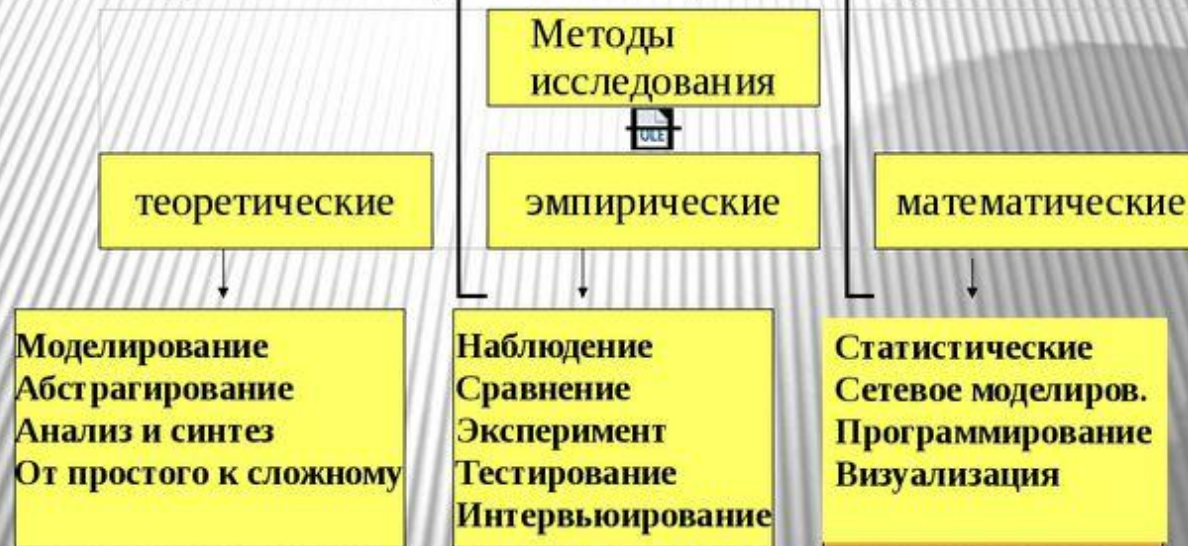 Методы
исследования
теоретические
эмпирические
математические
Моделирование
Абстрагирование
Анализ и синтез
От простого к сложному
Наблюдение
Сравнение
Эксперимент
Тестирование
Интервьюирование
Статистические
Сетевое моделиров.
Программирование
Визуализация